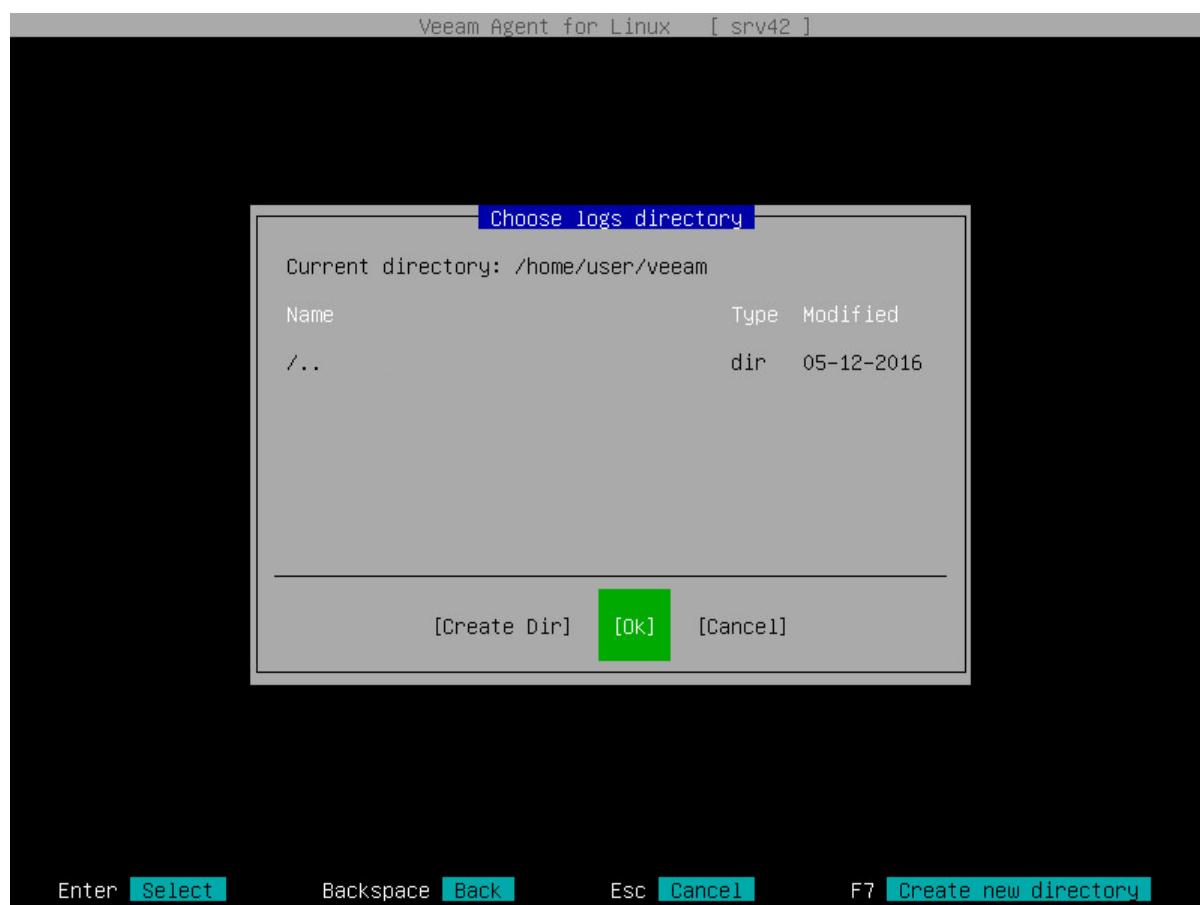 Veeam Agent for Linux [ srv42 ]
Choose logs directory
Current directory: /home/user/veeam
Name Type Modified
/.. dir 05-12-2016
[Create Dir] [Ok] [Cancel]
Enter Select Backspace Back Esc Cancel F7 Create new directory